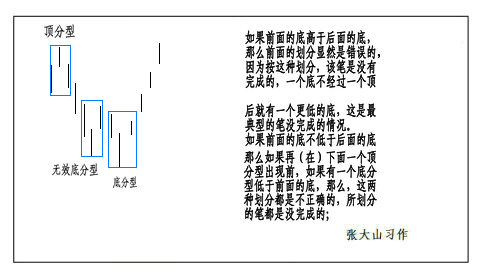 顶分型
无效底分型
底分型
如果前面的底高于后面的底，
那么前面的划分显然是错误的，
因为按这种划分，该笔是没有
完成的，一个底不经过一个顶
后就有一个更低的底，这是最
典型的笔没完成的情况。
如果前面的底不低于后面的底
那么如果再（在）下面一个顶
分型出现前，如果有一个底分
型低于前面的底，那么，这两
种划分都是不正确的，所划分
的笔都是没完成的；
张大山习作